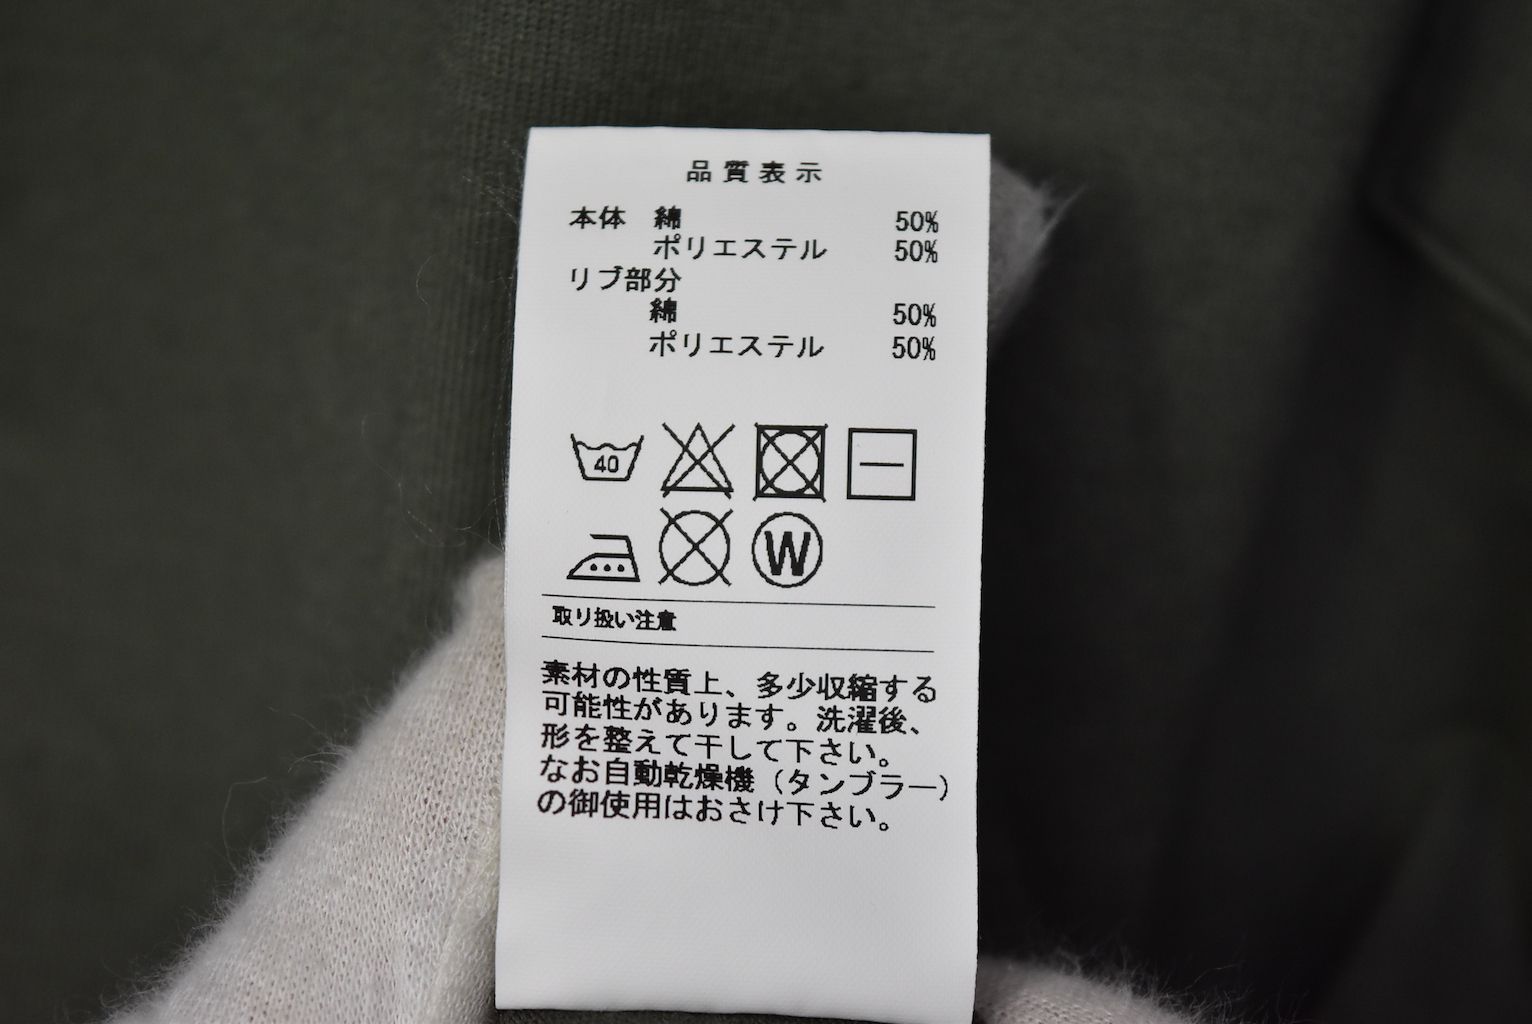 品質表示
本体 綿 50%
ポリエステル 50%
リブ部分
綿 50%
ポリエステル 50%
40
W
取り扱い注意
素材の性質上、多少収縮する
可能性があります。洗濯後、
形を整えて干して下さい。
なお自動乾燥機（タンブラー）
の御使用はおさけ下さい。